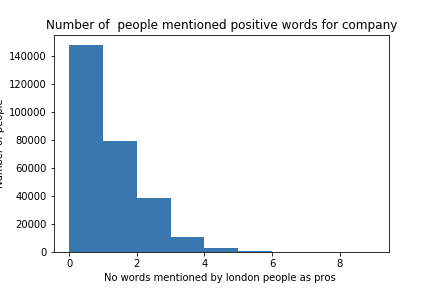 Number of  people mentioned positive words for company
140000
120000
100000
80000
60000
40000
20000
0
Number of people
0 2 4 6 8
No words mentioned by london people as pros